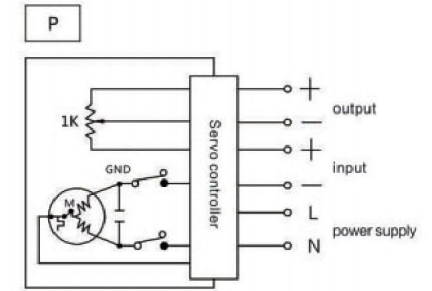 P
+
output
1K
−
+
input
GND
−
M
L
power supply
N
Servo controller